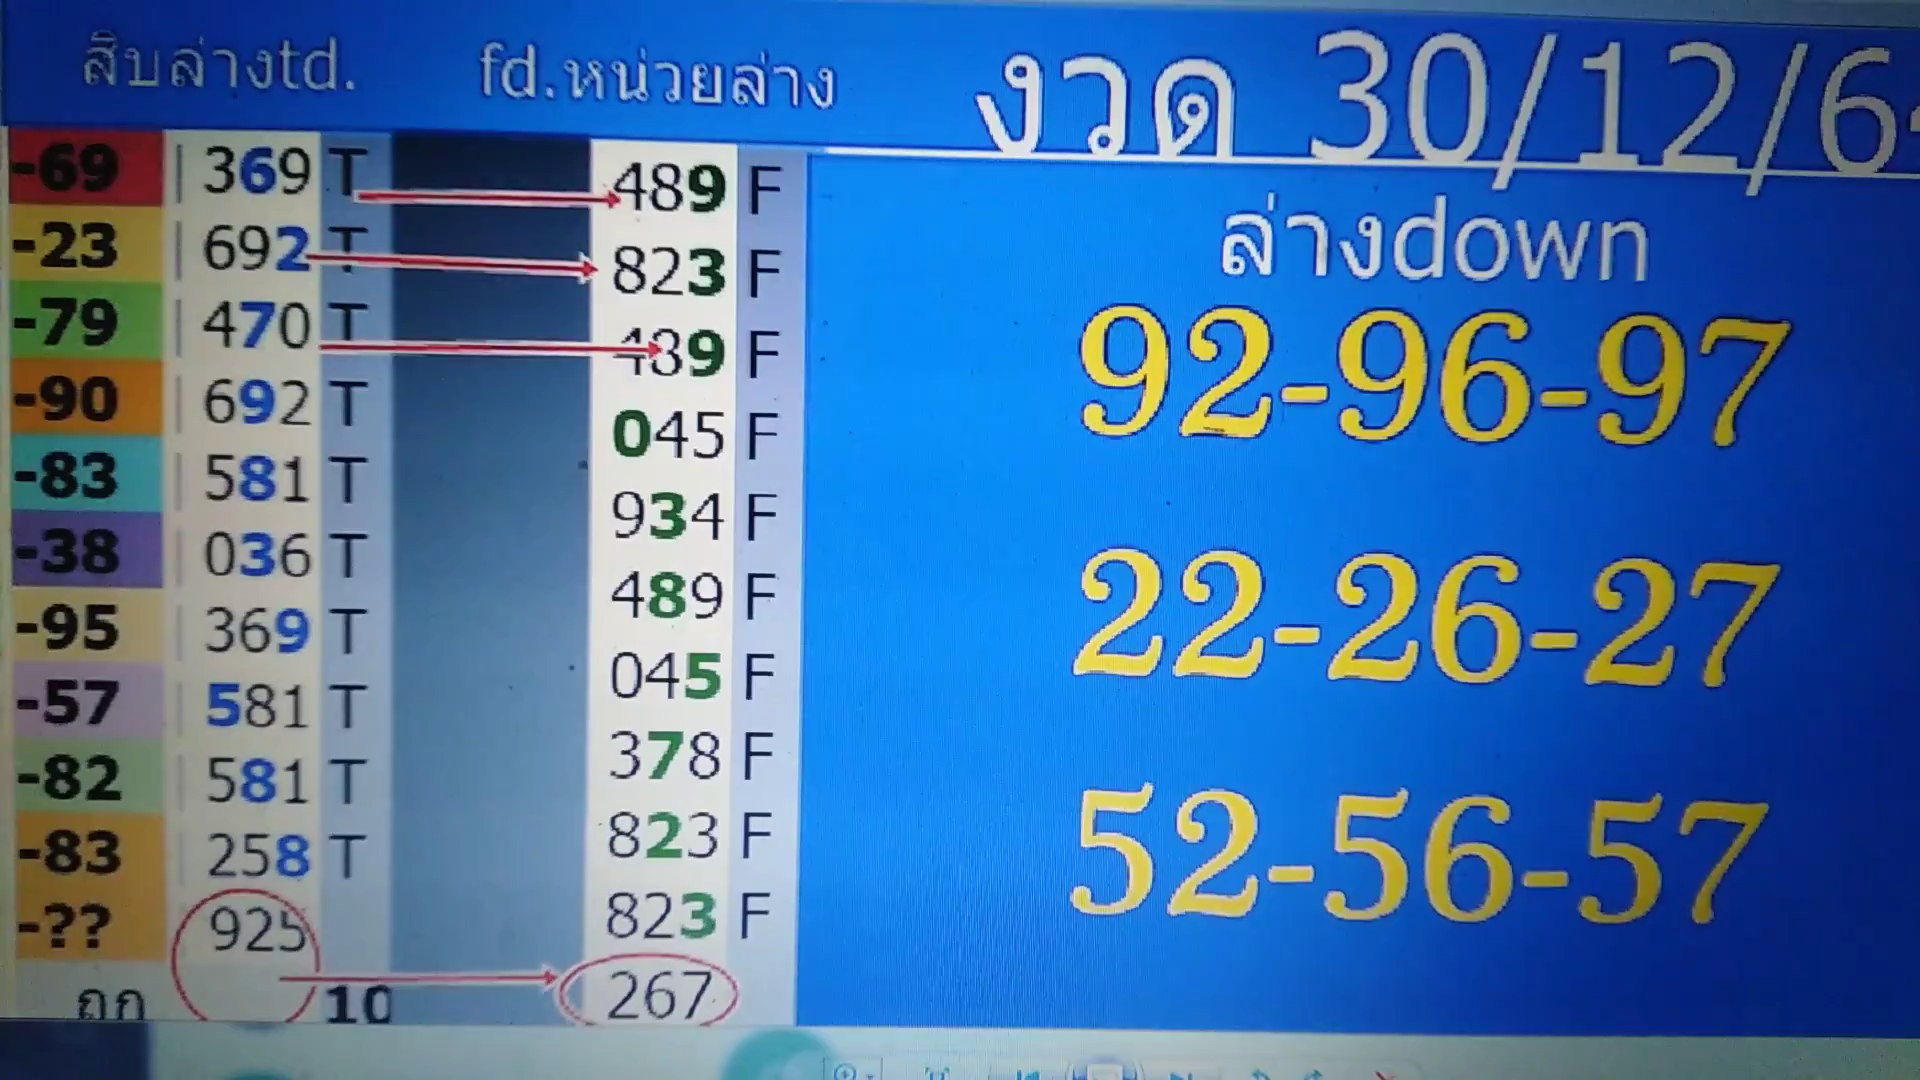 สิบล่างtd. fd.หน่วยล่าง งวด 30/12/6
-69 369 T 489 F ล่างdown
-23 692 T 823 F
-79 470 T 489 F 92-96-97
-90 692 T 045 F
-83 581 T 934 F
-38 036 T 489 F 22-26-27
-95 369 T 045 F
-57 581 T 378 F
-82 581 T 823 F 52-56-57
-83 258 T 823 F
-?? 925 267
ถูก 10